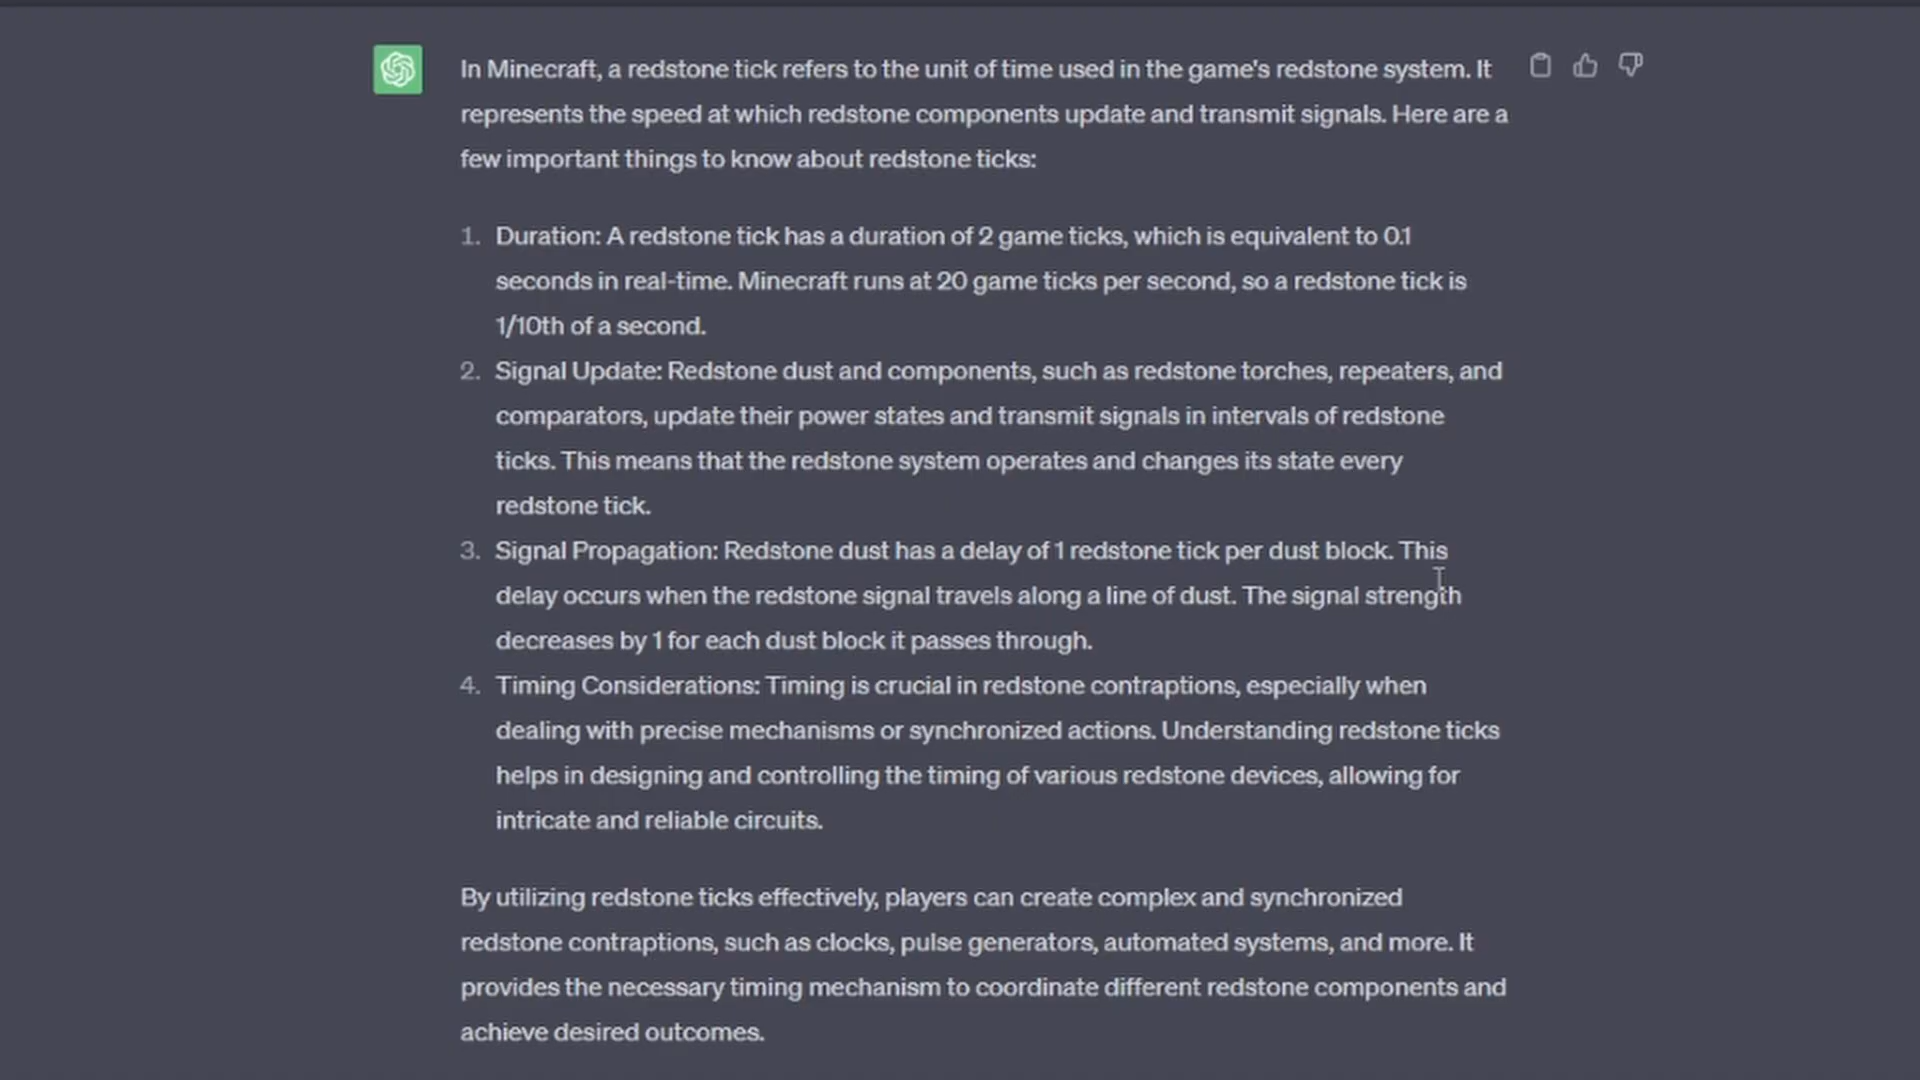 In Minecraft, a redstone tick refers to the unit of time used in the game's redstone system. It
represents the speed at which redstone components update and transmit signals. Here are a
few important things to know about redstone ticks:
1. Duration: A redstone tick has a duration of 2 game ticks, which is equivalent to 0.1
seconds in real-time. Minecraft runs at 20 game ticks per second, so a redstone tick is
1/10th of a second.
2. Signal Update: Redstone dust and components, such as redstone torches, repeaters, and
comparators, update their power states and transmit signals in intervals of redstone
ticks. This means that the redstone system operates and changes its state every
redstone tick.
3. Signal Propagation: Redstone dust has a delay of 1 redstone tick per dust block. This
delay occurs when the redstone signal travels along a line of dust. The signal strength
decreases by 1 for each dust block it passes through.
4. Timing Considerations: Timing is crucial in redstone contraptions, especially when
dealing with precise mechanisms or synchronized actions. Understanding redstone ticks
helps in designing and controlling the timing of various redstone devices, allowing for
intricate and reliable circuits.
By utilizing redstone ticks effectively, players can create complex and synchronized
redstone contraptions, such as clocks, pulse generators, automated systems, and more. It
provides the necessary timing mechanism to coordinate different redstone components and
achieve desired outcomes.